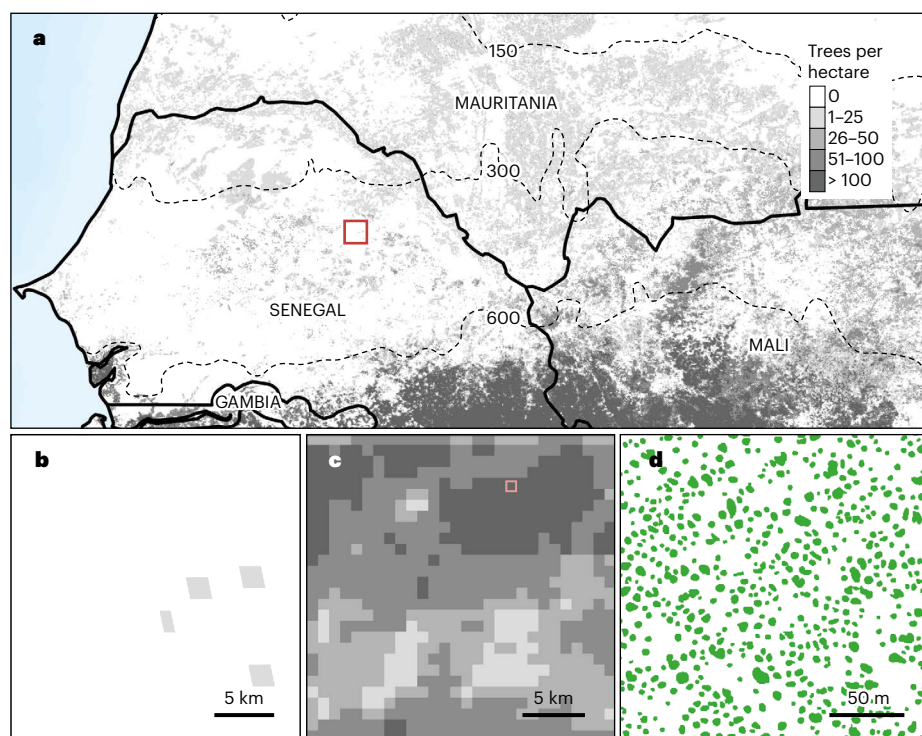 a
150
MAURITANIA
300
SENEGAL
600
MALI
GAMBIA
Trees per
hectare
0
1–25
26–50
51–100
> 100
b
5 km
c
5 km
d
50 m